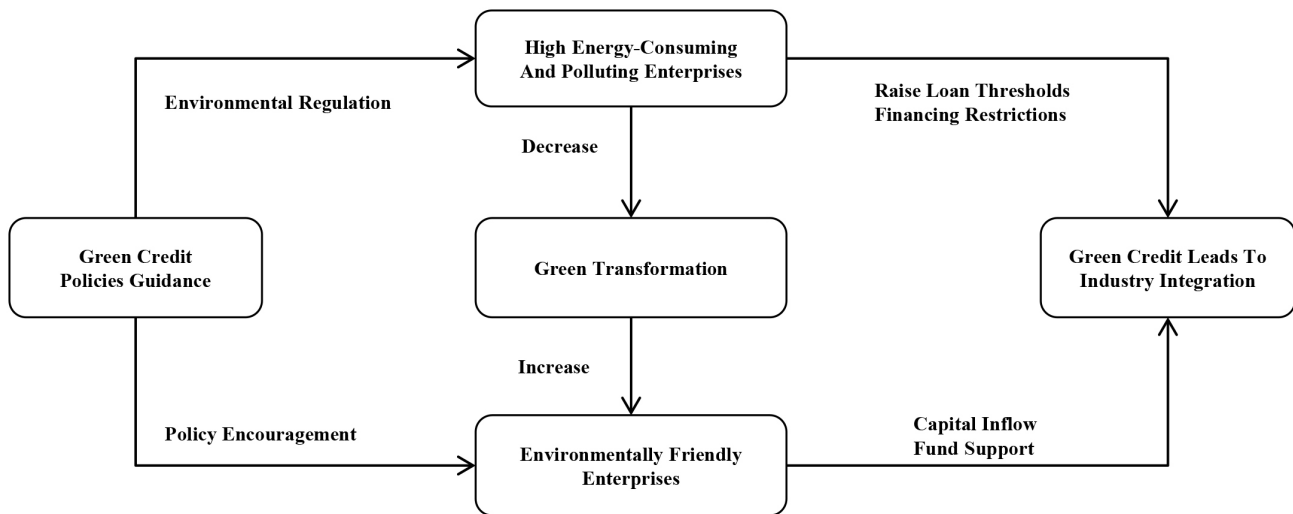 High Energy-Consuming
And Polluting Enterprises
Environmental Regulation
Raise Loan Thresholds
Financing Restrictions
Decrease
Green Credit
Policies Guidance
Green Transformation
Green Credit Leads To
Industry Integration
Increase
Policy Encouragement
Capital Inflow
Fund Support
Environmentally Friendly
Enterprises